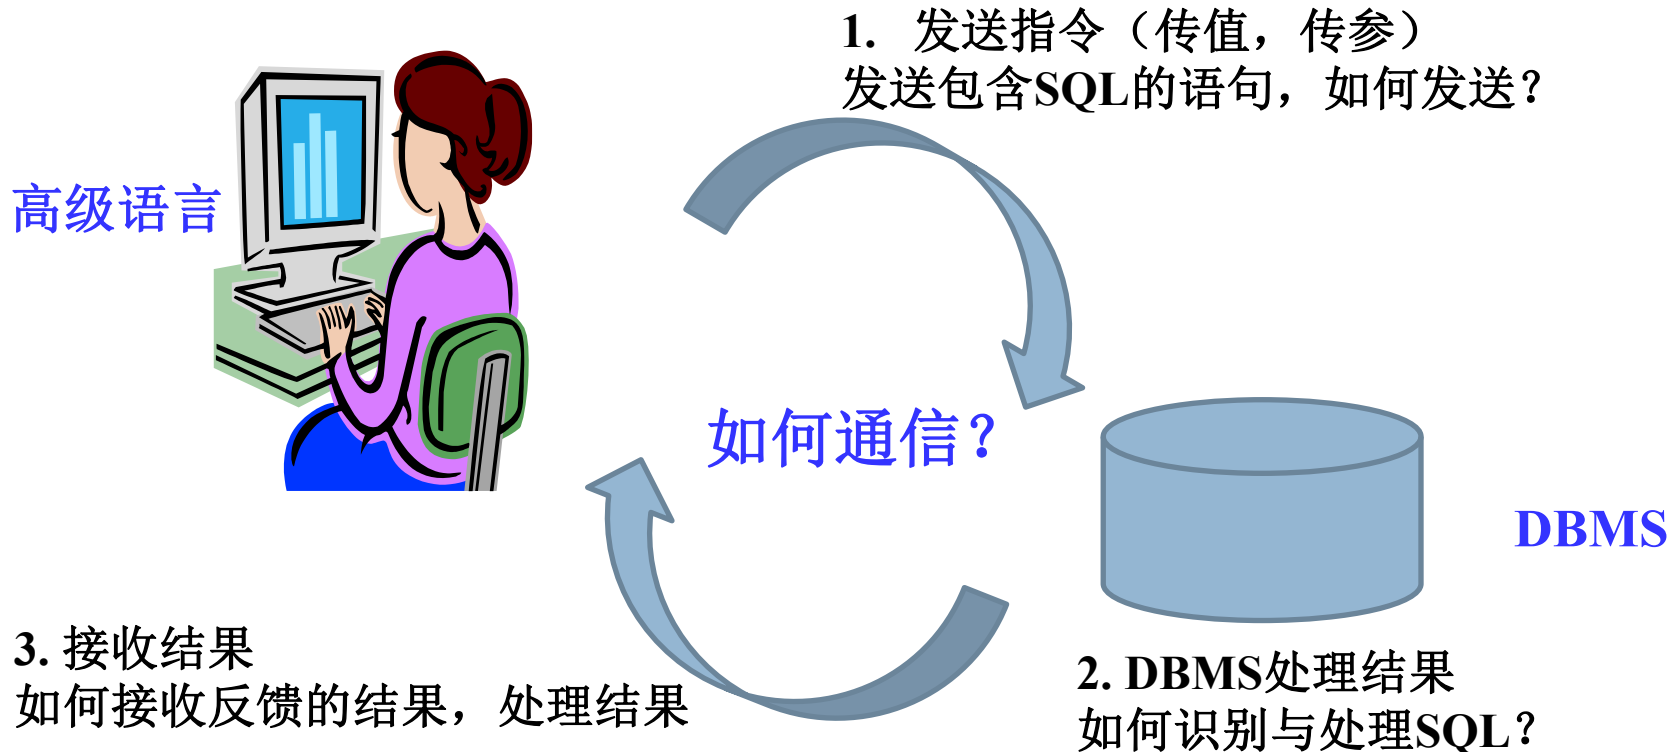 1. 发送指令（传值，传参）
发送包含SQL的语句，如何发送？
高级语言
如何通信？
DBMS
3. 接收结果
如何接收反馈的结果，处理结果
2. DBMS处理结果
如何识别与处理SQL？